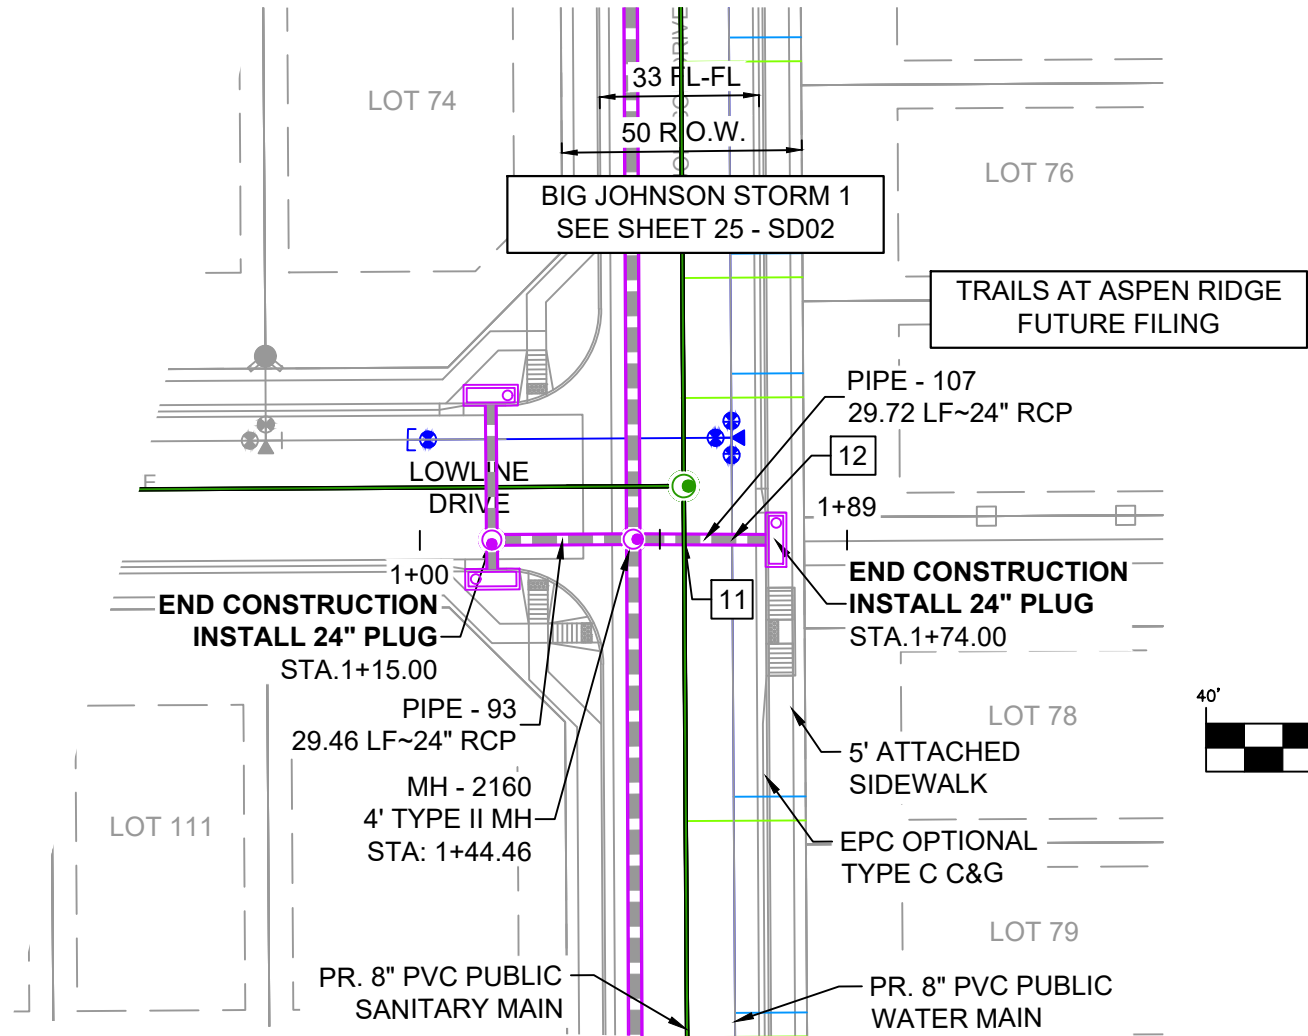 33 FL-FL
LOT 74
50 R.O.W.
LOT 76
BIG JOHNSON STORM 1
SEE SHEET 25 - SD02
TRAILS AT ASPEN RIDGE
FUTURE FILING
PIPE - 107
29.72 LF~24" RCP
12
LOWLINE
DRIVE
E
1+89
1+00
END CONSTRUCTION
INSTALL 24" PLUG
STA.1+15.00
11
END CONSTRUCTION
INSTALL 24" PLUG
STA.1+74.00
PIPE - 93
29.46 LF~24" RCP
40'
LOT 78
5' ATTACHED
SIDEWALK
MH - 2160
4' TYPE II MH
STA: 1+44.46
LOT 111
EPC OPTIONAL
TYPE C C&G
LOT 79
PR. 8" PVC PUBLIC
SANITARY MAIN
PR. 8" PVC PUBLIC
WATER MAIN